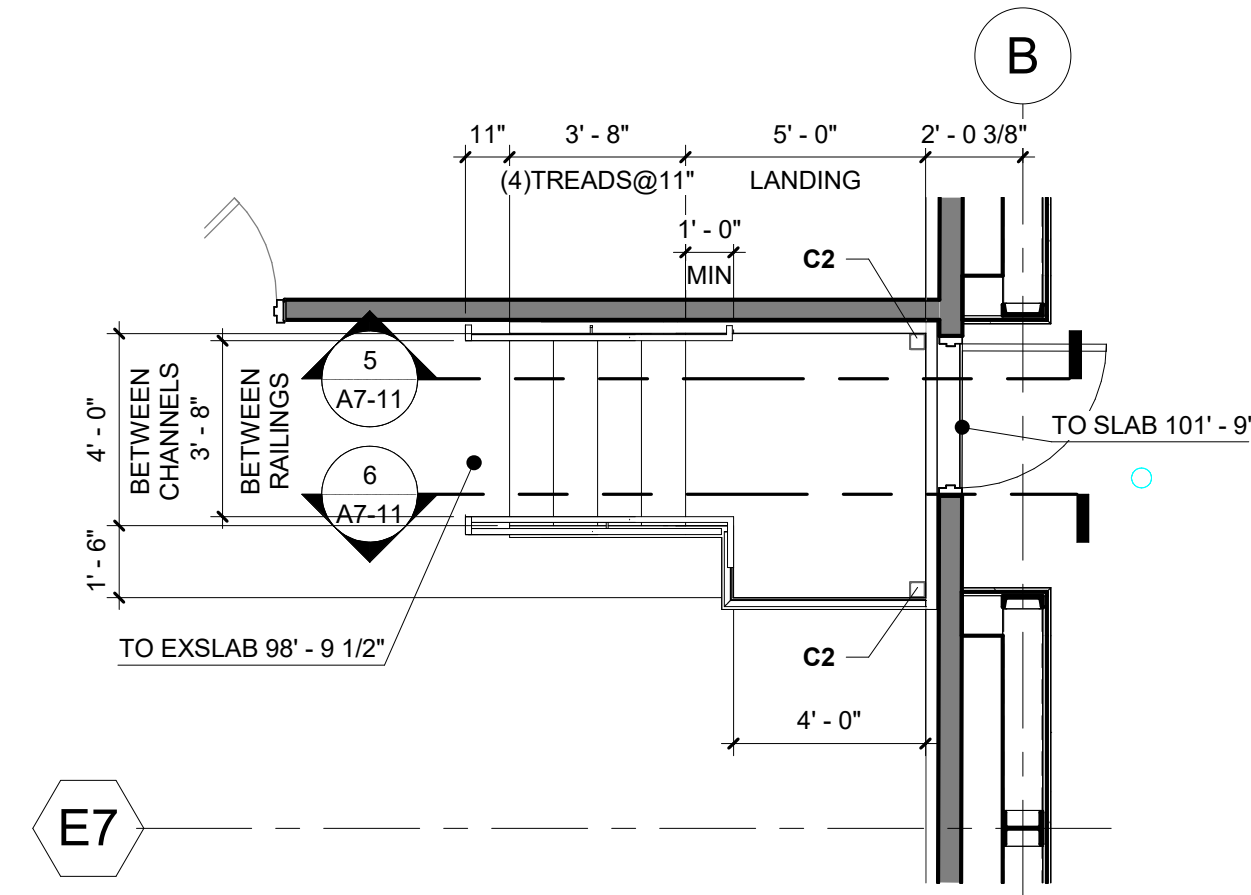 B
11" 3' - 8" 5' - 0" 2' - 0 3/8"
(4)TREADS@11" LANDING
1' - 0"
MIN
C2
5
A7-11
4' - 0"
BETWEEN
CHANNELS
3' - 8"
BETWEEN
RAILINGS
TO SLAB 101' - 9"
6
A7-11
1' - 6"
TO EXSLAB 98' - 9 1/2"
C2
4' - 0"
E7